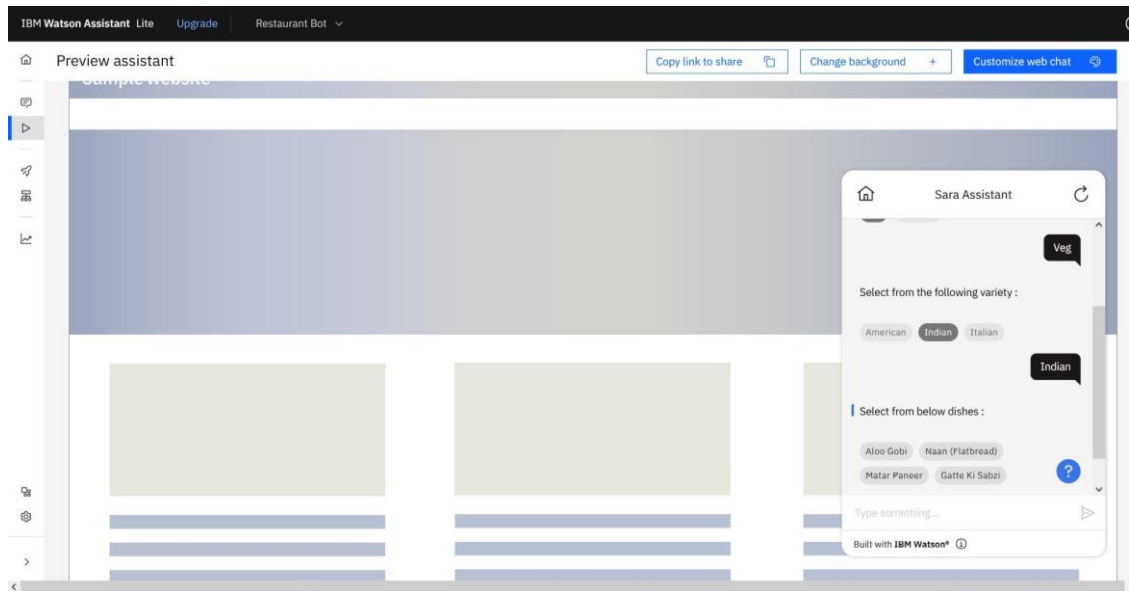 IBM Watson Assistant Lite Upgrade Restaurant Bot
Preview assistant Copy link to share Change background + Customize web chat
Sample Website
Sara Assistant
Veg
Select from the following variety :
American Indian Italian
Indian
Select from below dishes :
Aloo Gobi Naan (Flatbread)
Matar Paneer Gatte Ki Sabzi
?
Type something...
Built with IBM Watson®